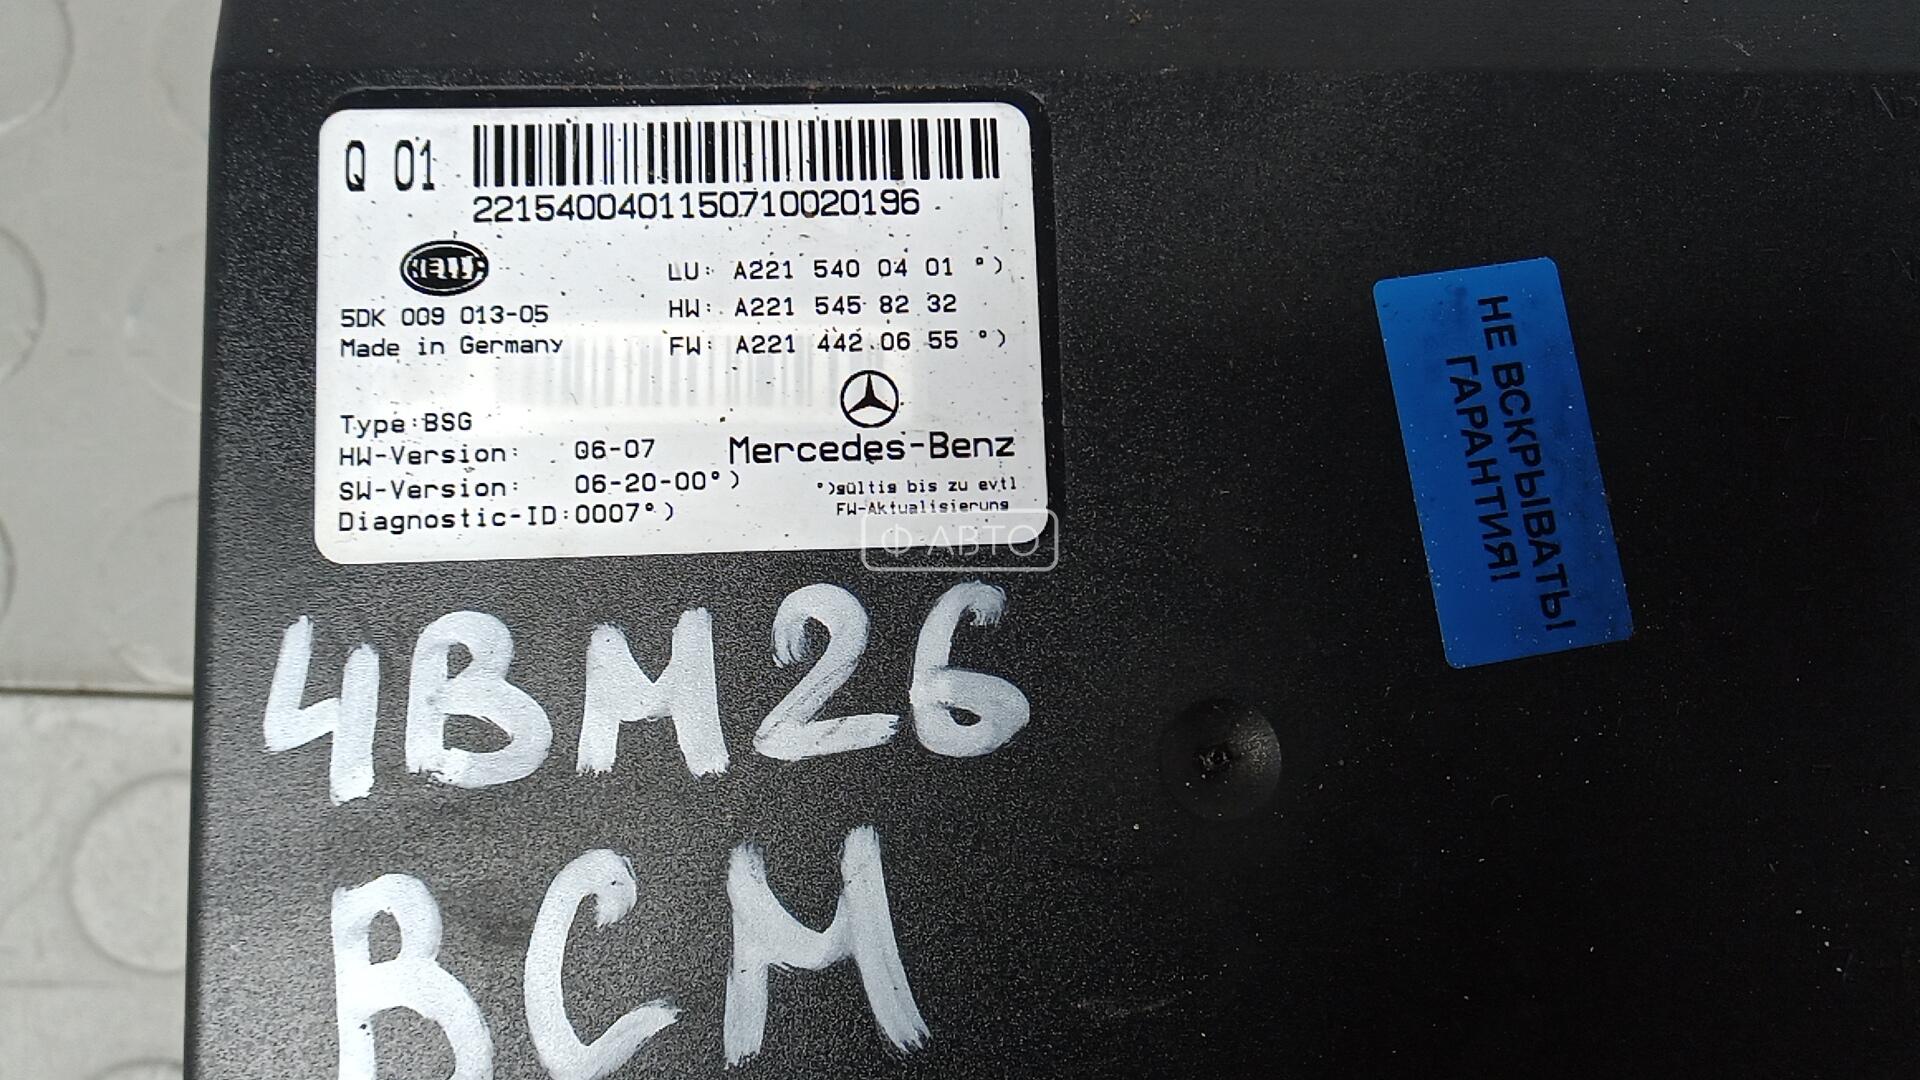 Q 01
2215400401150710020196
HELLA
LU: A221 540 04 01 °)
5DK 009 013-05
HW: A221 545 82 32
Made in Germany
FW: A221 442 06 55 °)
Type:BSG
HW-Version: 06-07
Mercedes-Benz
SW-Version: 06-20-00°)
°)gültig bis zu evtl
Diagnostic-ID:0007°)
FW-Aktualisierung
Ф-АВТО
НЕ ВСКРЫВАТЬ!
ГАРАНТИЯ!
4BM26
BCM